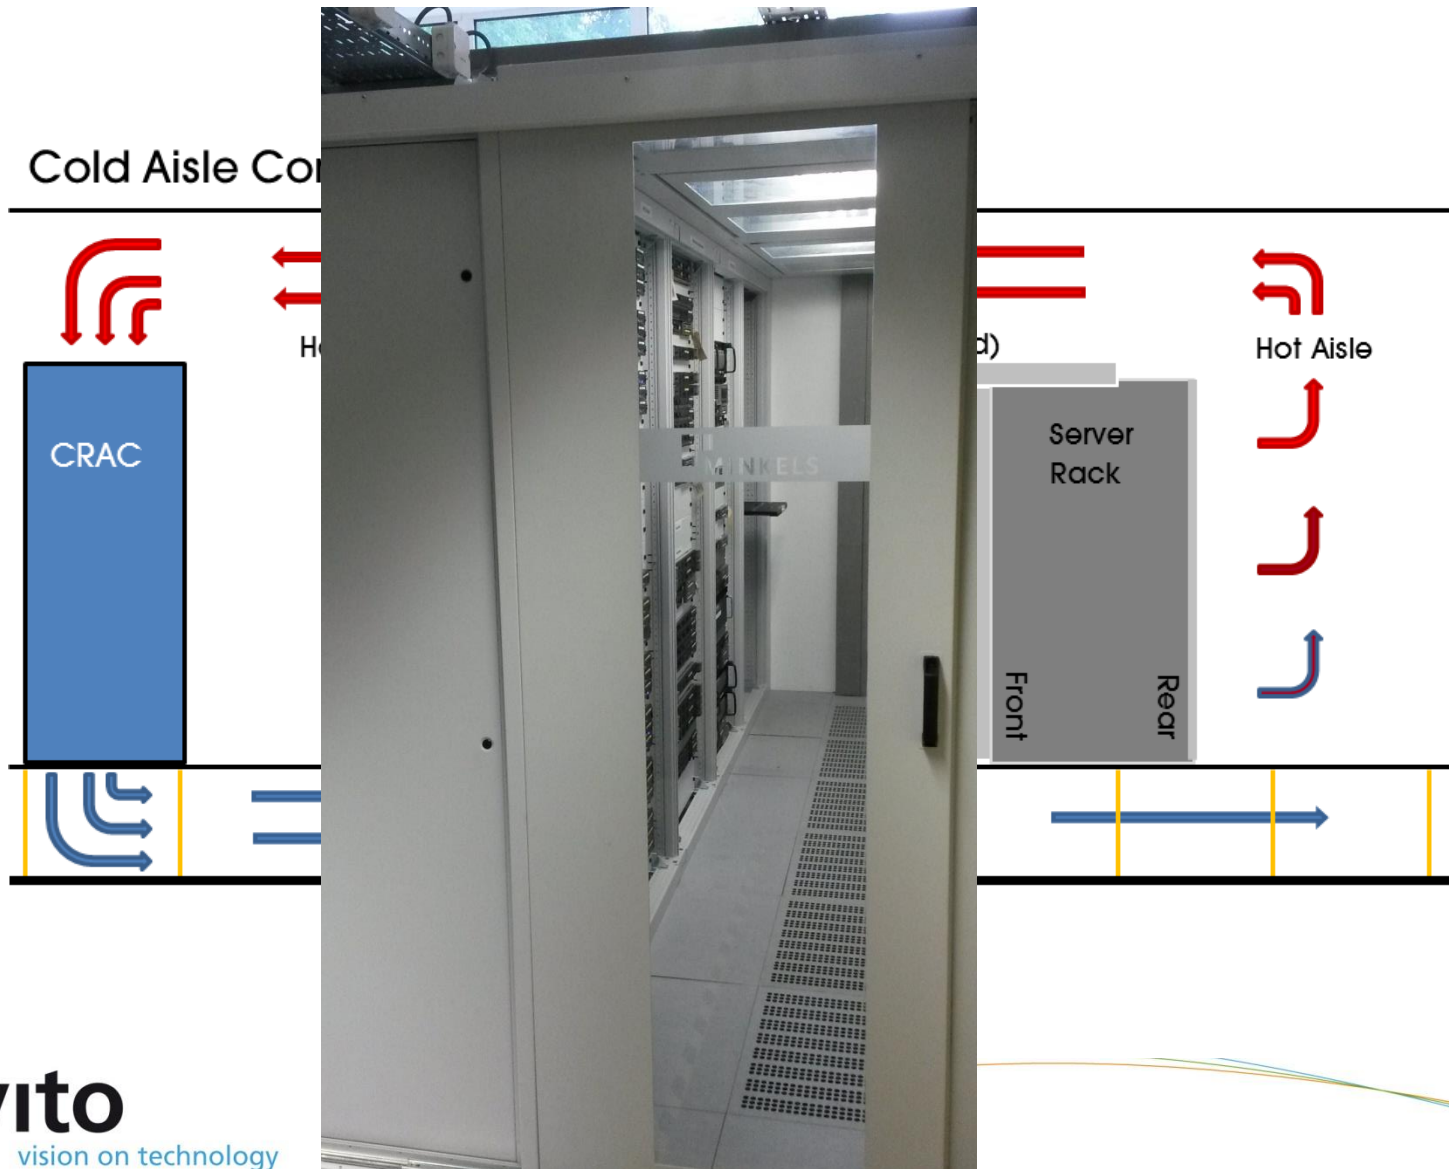 Cold Aisle Co
Hot Aisle
CRAC
Server
Rack
MINKELS
Front
Rear
vito
vision on technology